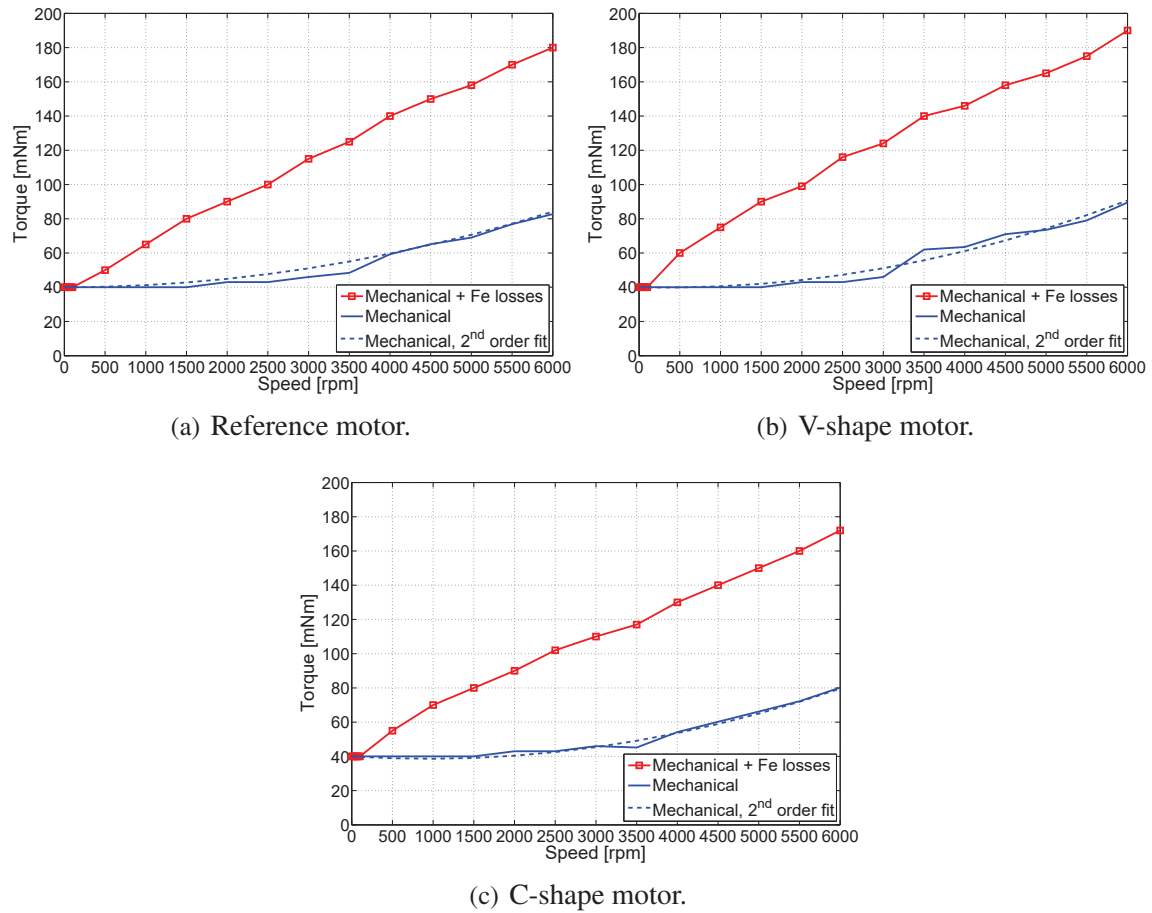 200
180
160
140
120
100
80
60
40
20
0
Torque [mNm]
0 500 1000 1500 2000 2500 3000 3500 4000 4500 5000 5500 6000
Speed [rpm]
Mechanical + Fe losses
Mechanical
Mechanical, 2nd order fit
(a) Reference motor.
200
180
160
140
120
100
80
60
40
20
0
Torque [mNm]
0 500 1000 1500 2000 2500 3000 3500 4000 4500 5000 5500 6000
Speed [rpm]
Mechanical + Fe losses
Mechanical
Mechanical, 2nd order fit
(b) V-shape motor.
200
180
160
140
120
100
80
60
40
20
0
Torque [mNm]
0 500 1000 1500 2000 2500 3000 3500 4000 4500 5000 5500 6000
Speed [rpm]
Mechanical + Fe losses
Mechanical
Mechanical, 2nd order fit
(c) C-shape motor.